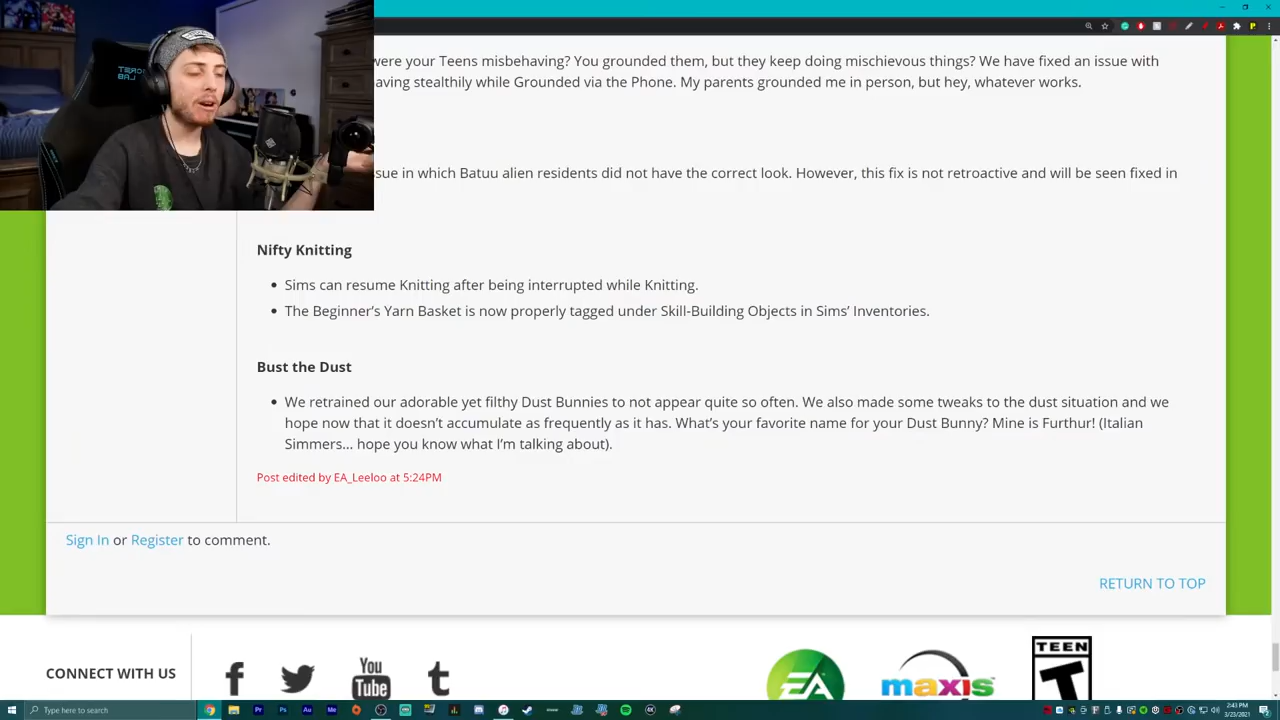 were your Teens misbehaving? You grounded them, but they keep doing mischievous things? We have fixed an issue with
aving stealthily while Grounded via the Phone. My parents grounded me in person, but hey, whatever works.
sue in which Batuu alien residents did not have the correct look. However, this fix is not retroactive and will be seen fixed in
Nifty Knitting
• Sims can resume Knitting after being interrupted while Knitting.
• The Beginner's Yarn Basket is now properly tagged under Skill-Building Objects in Sims' Inventories.
Bust the Dust
• We retrained our adorable yet filthy Dust Bunnies to not appear quite so often. We also made some tweaks to the dust situation and we
hope now that it doesn't accumulate as frequently as it has. What's your favorite name for your Dust Bunny? Mine is Furthur! (Italian
Simmers... hope you know what I'm talking about).
Post edited by EA_Leeloo at 5:24PM
Sign In or Register to comment.
RETURN TO TOP
CONNECT WITH US
You
Tube
EA
maxis
TEEN
T
Type here to search
2:43 PM
3/23/2021